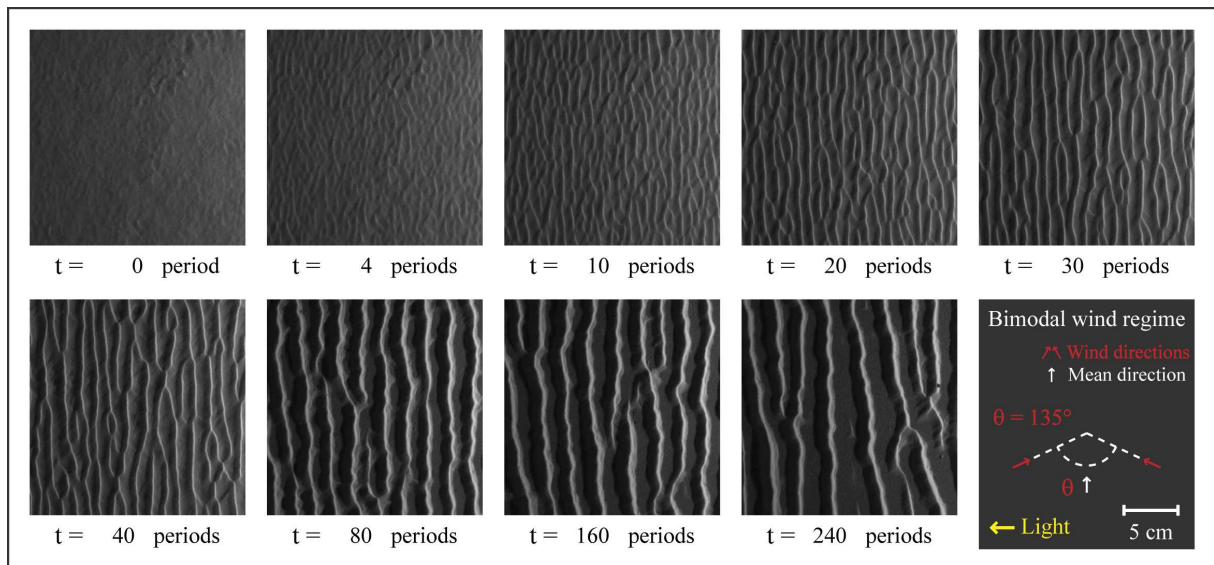 t = 0 period
t = 4 periods
t = 10 periods
t = 20 periods
t = 30 periods
t = 40 periods
t = 80 periods
t = 160 periods
t = 240 periods
Bimodal wind regime
Wind directions
↑ Mean direction
θ = 135°
θ
← Light
5 cm